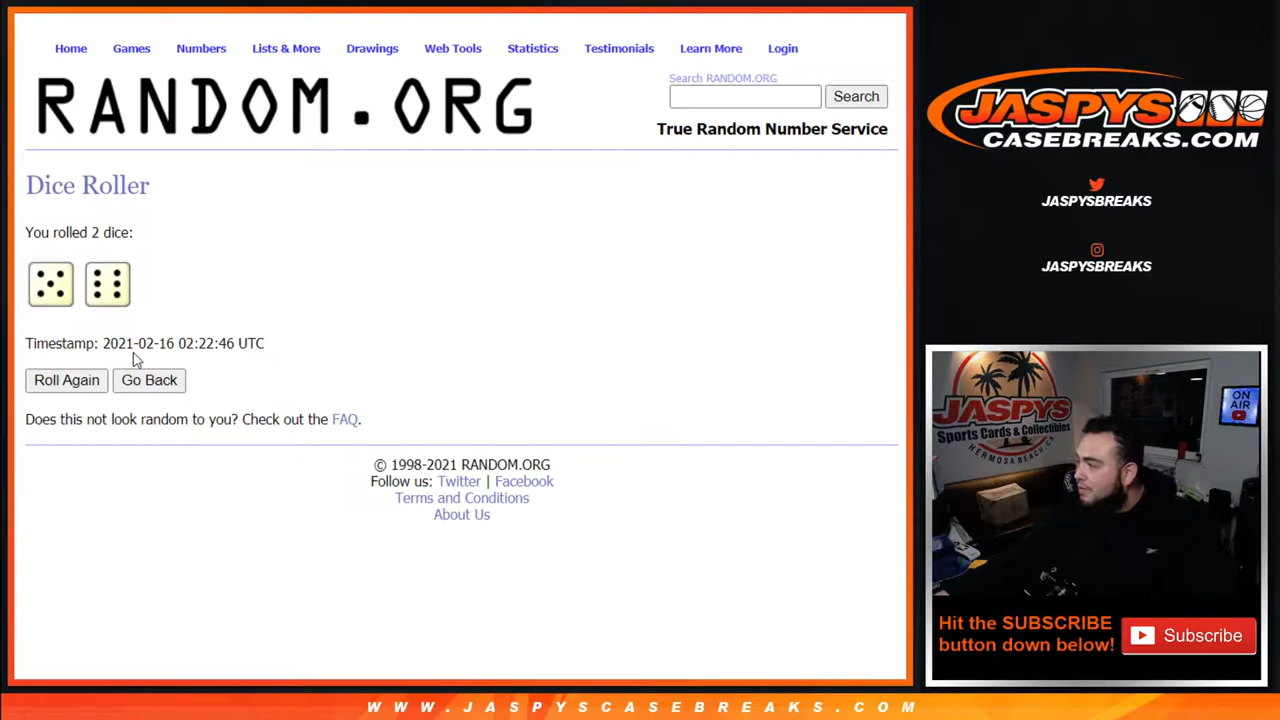 Home Games Numbers Lists & More Drawings Web Tools Statistics Testimonials Learn More Login
RANDOM.ORG
Search RANDOM.ORG
Search
True Random Number Service
Dice Roller
You rolled 2 dice:
Timestamp: 2021-02-16 02:22:46 UTC
Roll Again Go Back
Does this not look random to you? Check out the FAQ.
© 1998-2021 RANDOM.ORG
Follow us: Twitter | Facebook
Terms and Conditions
About Us
JASPYS
CASEBREAKS.COM
JASPYSBREAKS
JASPYSBREAKS
JASPYS
Sports Cards & Collectibles
HERMOSA BEACH, CA
ON
AIR
Hit the SUBSCRIBE
button down below!
Subscribe
WWW.JASPYSCASEBREAKS.COM